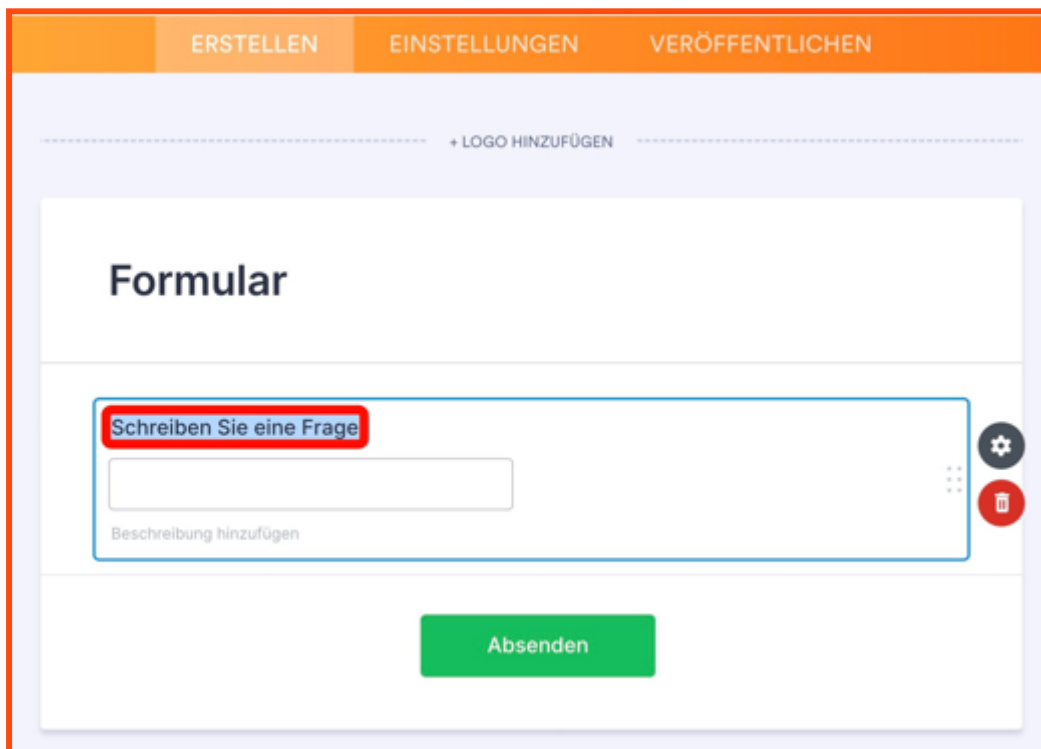 ERSTELLEN EINSTELLUNGEN VERÖFFENTLICHEN
+ LOGO HINZUFÜGEN
Formular
Schreiben Sie eine Frage
Beschreibung hinzufügen
Absenden